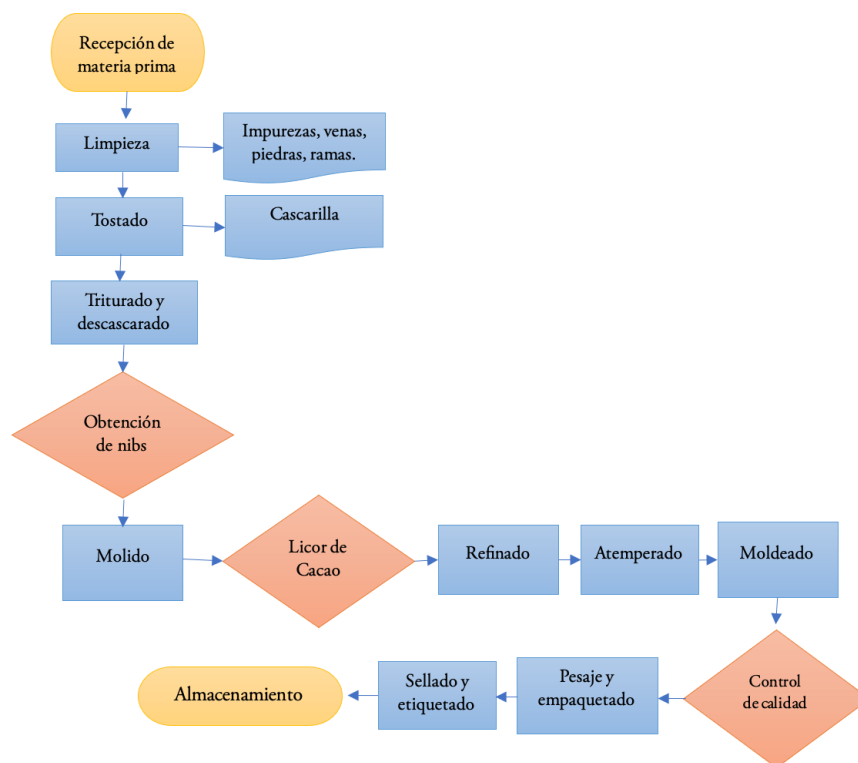 Recepción de
materia prima
Limpieza
Impurezas, venas,
piedras, ramas.
Tostado
Cascarilla
Triturado y
descascarado
Obtención
de nibs
Molido
Licor de
Cacao
Refinado
Atemperado
Moldeado
Control
de calidad
Pesaje y
empaquetado
Sellado y
etiquetado
Almacenamiento